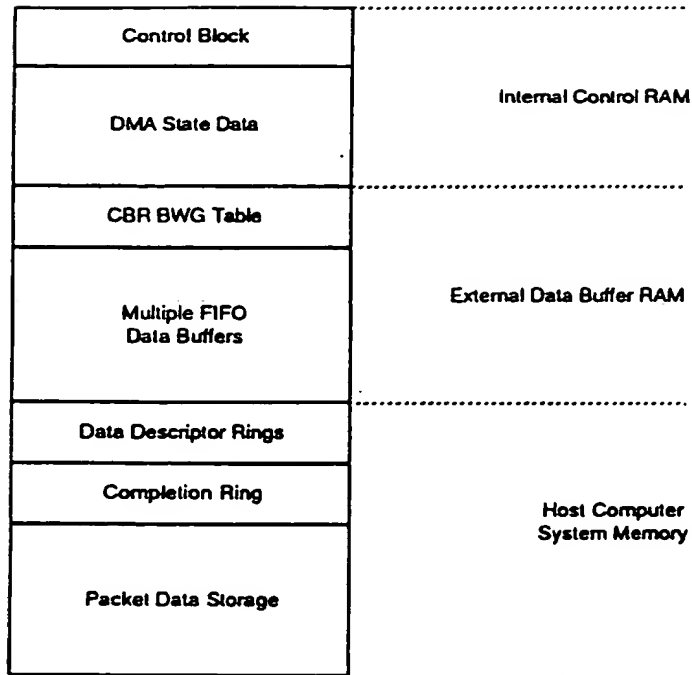 Control Block
Internal Control RAM
DMA State Data
CBR BWG Table
External Data Buffer RAM
Multiple FIFO
Data Buffers
Data Descriptor Rings
Completion Ring
Host Computer
System Memory
Packet Data Storage